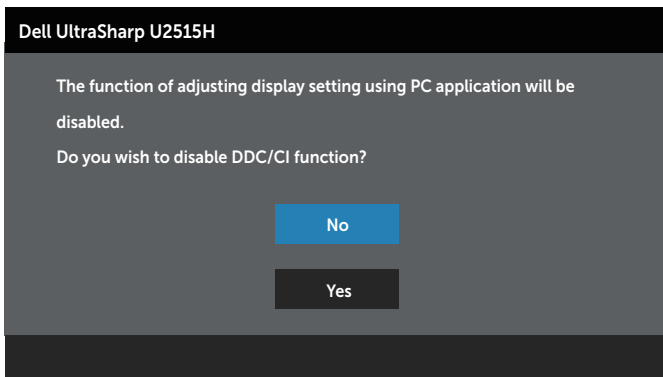 Dell UltraSharp U2515H
The function of adjusting display setting using PC application will be
disabled.
Do you wish to disable DDC/CI function?
No
Yes